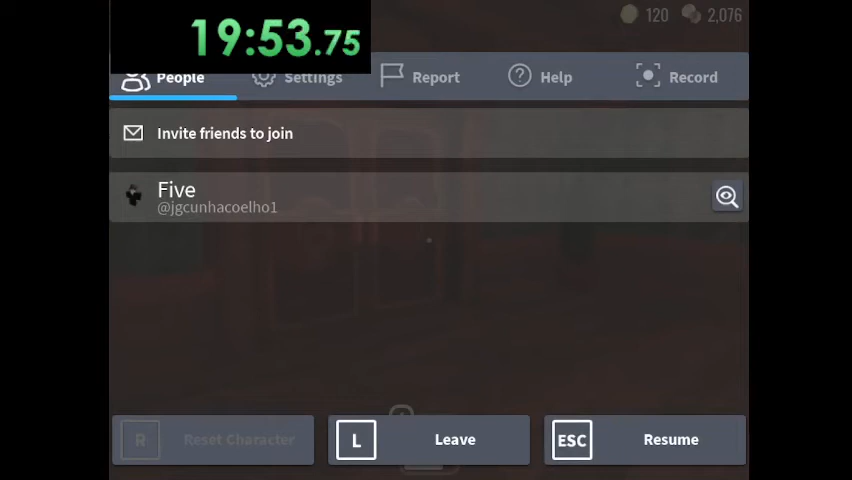 19:53.75
120 2,076
People Settings Report Help Record
Invite friends to join
Five
@jgcunhacoelho1
R Reset Character L Leave ESC Resume